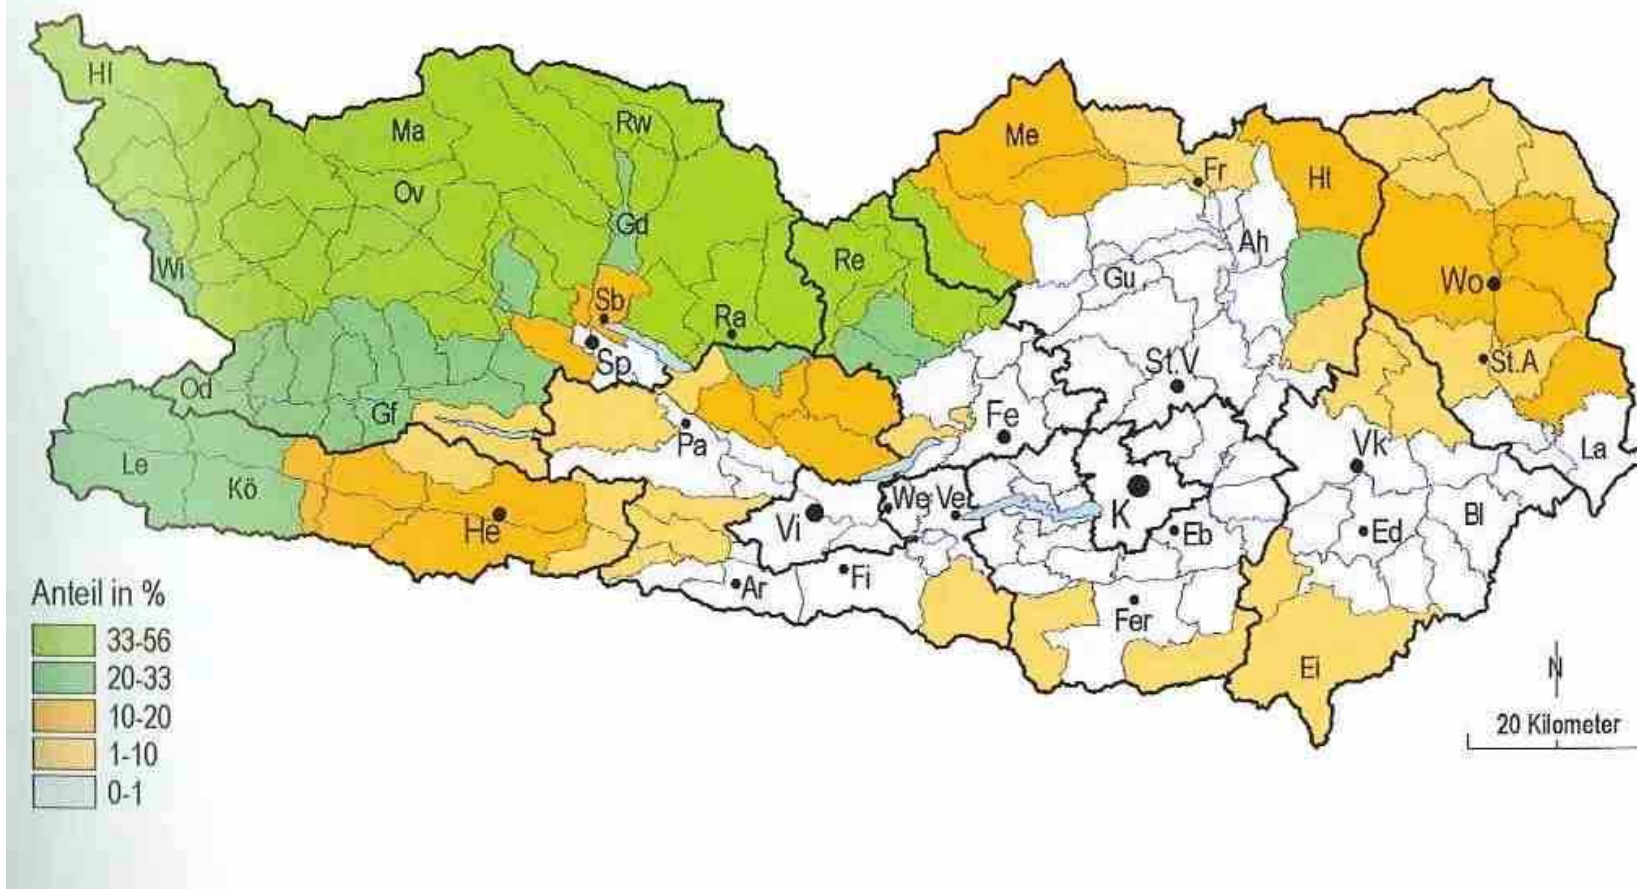 Hl
Ma
Rw
Me
Fr
Hl
Ov
Gd
Wi
Re
Ah
Gu
Wo
Sb
Ra
Sp
St.V
St.A
Od
Gf
Fe
Pa
Vk
La
Le
Kö
We
Ve
K
He
Vi
Eb
Ed
Bl
Ar
Fi
Fer
Ei
Anteil in %
33-56
20-33
10-20
1-10
0-1
N
20 Kilometer